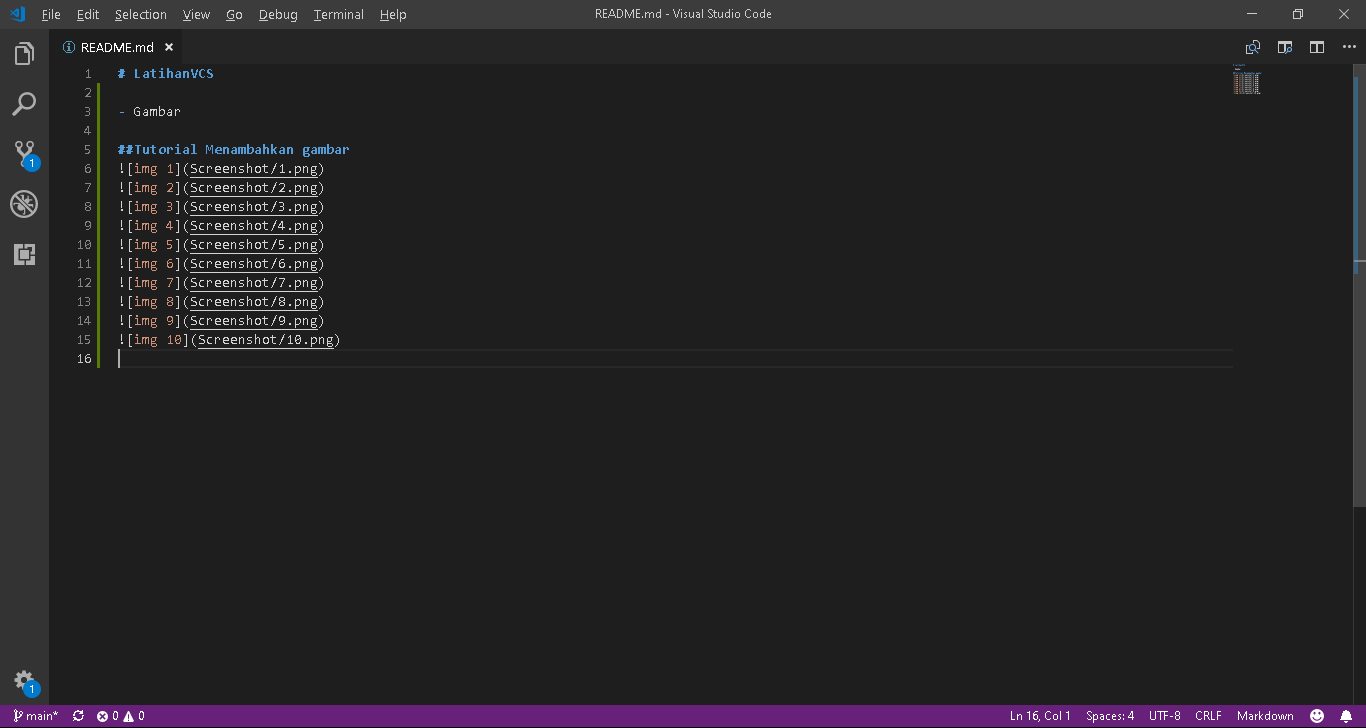 File Edit Selection View Go Debug Terminal Help README.md - Visual Studio Code
README.md
1 # LatihanVCS
2
3 - Gambar
4
5 ##Tutorial Menambahkan gambar
6 ![img 1](Screenshot/1.png)
7 ![img 2](Screenshot/2.png)
8 ![img 3](Screenshot/3.png)
9 ![img 4](Screenshot/4.png)
10 ![img 5](Screenshot/5.png)
11 ![img 6](Screenshot/6.png)
12 ![img 7](Screenshot/7.png)
13 ![img 8](Screenshot/8.png)
14 ![img 9](Screenshot/9.png)
15 ![img 10](Screenshot/10.png)
16
1
1
main* 0 0 Ln 16, Col 1 Spaces: 4 UTF-8 CRLF Markdown